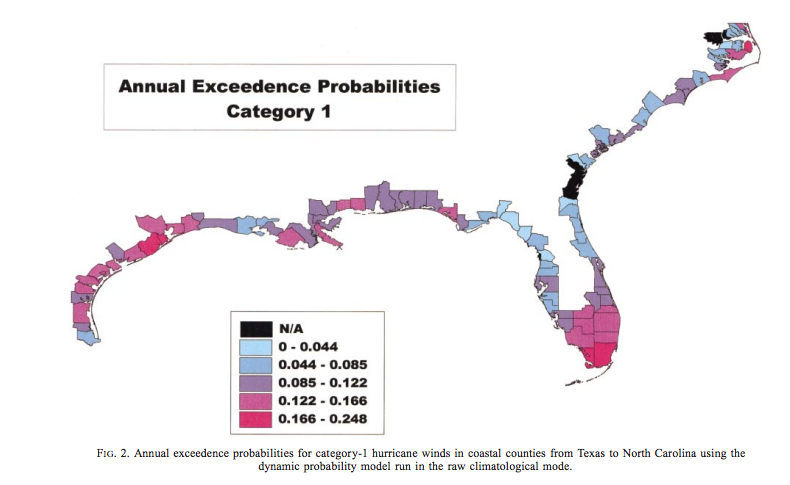 Annual Exceedence Probabilities
Category 1
N/A
0 - 0.044
0.044 - 0.085
0.085 - 0.122
0.122 - 0.166
0.166 - 0.248
FIG. 2. Annual exceedence probabilities for category-1 hurricane winds in coastal counties from Texas to North Carolina using the
dynamic probability model run in the raw climatological mode.